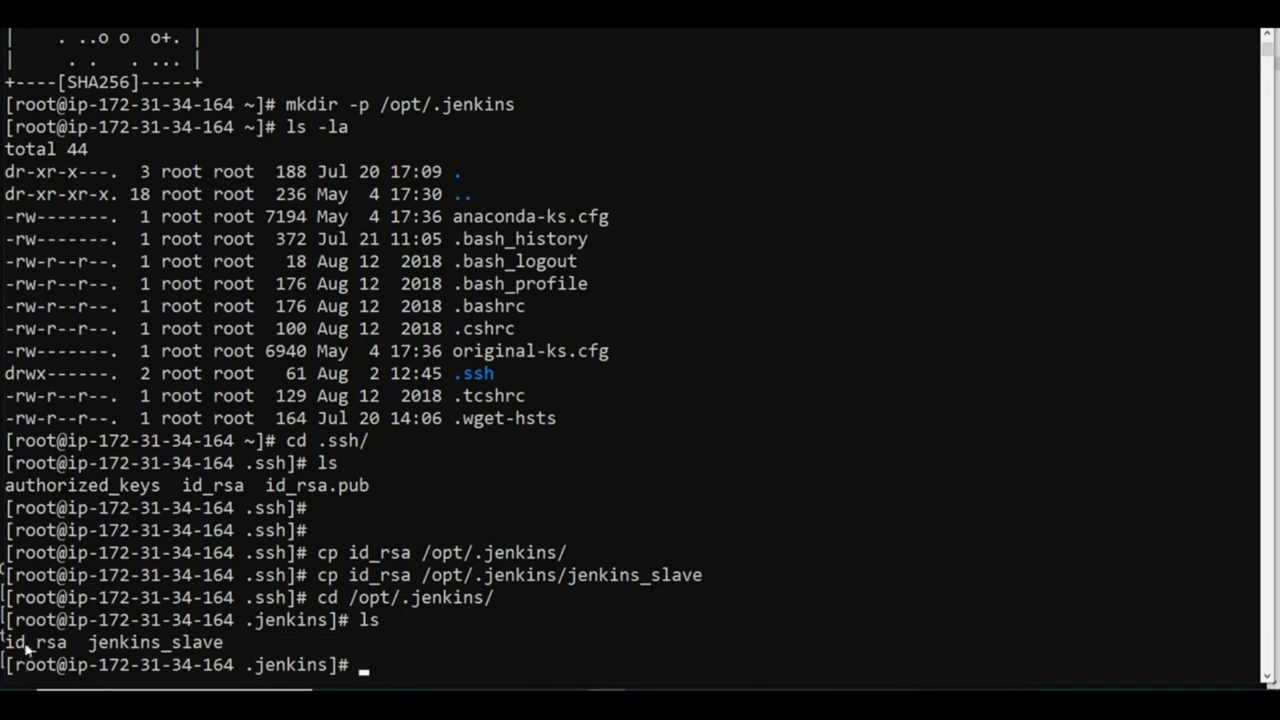 |    . ..o o  o+. |
|     . .   . ... |
+----[SHA256]-----+
[root@ip-172-31-34-164 ~]# mkdir -p /opt/.jenkins
[root@ip-172-31-34-164 ~]# ls -la
total 44
dr-xr-x---.  3 root root  188 Jul 20 17:09 .
dr-xr-xr-x. 18 root root  236 May  4 17:30 ..
-rw-------.  1 root root 7194 May  4 17:36 anaconda-ks.cfg
-rw-------.  1 root root  372 Jul 21 11:05 .bash_history
-rw-r--r--.  1 root root   18 Aug 12  2018 .bash_logout
-rw-r--r--.  1 root root  176 Aug 12  2018 .bash_profile
-rw-r--r--.  1 root root  176 Aug 12  2018 .bashrc
-rw-r--r--.  1 root root  100 Aug 12  2018 .cshrc
-rw-------.  1 root root 6940 May  4 17:36 original-ks.cfg
drwx------.  2 root root   61 Aug  2 12:45 .ssh
-rw-r--r--.  1 root root  129 Aug 12  2018 .tcshrc
-rw-r--r--.  1 root root  164 Jul 20 14:06 .wget-hsts
[root@ip-172-31-34-164 ~]# cd .ssh/
[root@ip-172-31-34-164 .ssh]# ls
authorized_keys  id_rsa  id_rsa.pub
[root@ip-172-31-34-164 .ssh]#
[root@ip-172-31-34-164 .ssh]#
[root@ip-172-31-34-164 .ssh]# cp id_rsa /opt/.jenkins/
[root@ip-172-31-34-164 .ssh]# cp id_rsa /opt/.jenkins/jenkins_slave
[root@ip-172-31-34-164 .ssh]# cd /opt/.jenkins/
[root@ip-172-31-34-164 .jenkins]# ls
id_rsa  jenkins_slave
[root@ip-172-31-34-164 .jenkins]#